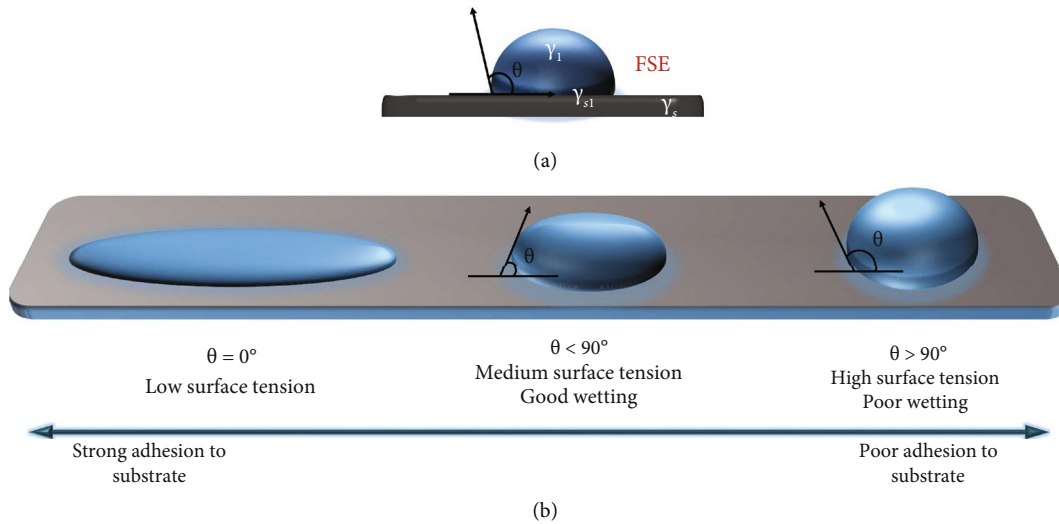 γ₁
θ
FSE
γₛ₁
γₛ
(a)
θ
θ
θ = 0°
Low surface tension
θ < 90°
Medium surface tension
Good wetting
θ > 90°
High surface tension
Poor wetting
Strong adhesion to
substrate
Poor adhesion to
substrate
(b)